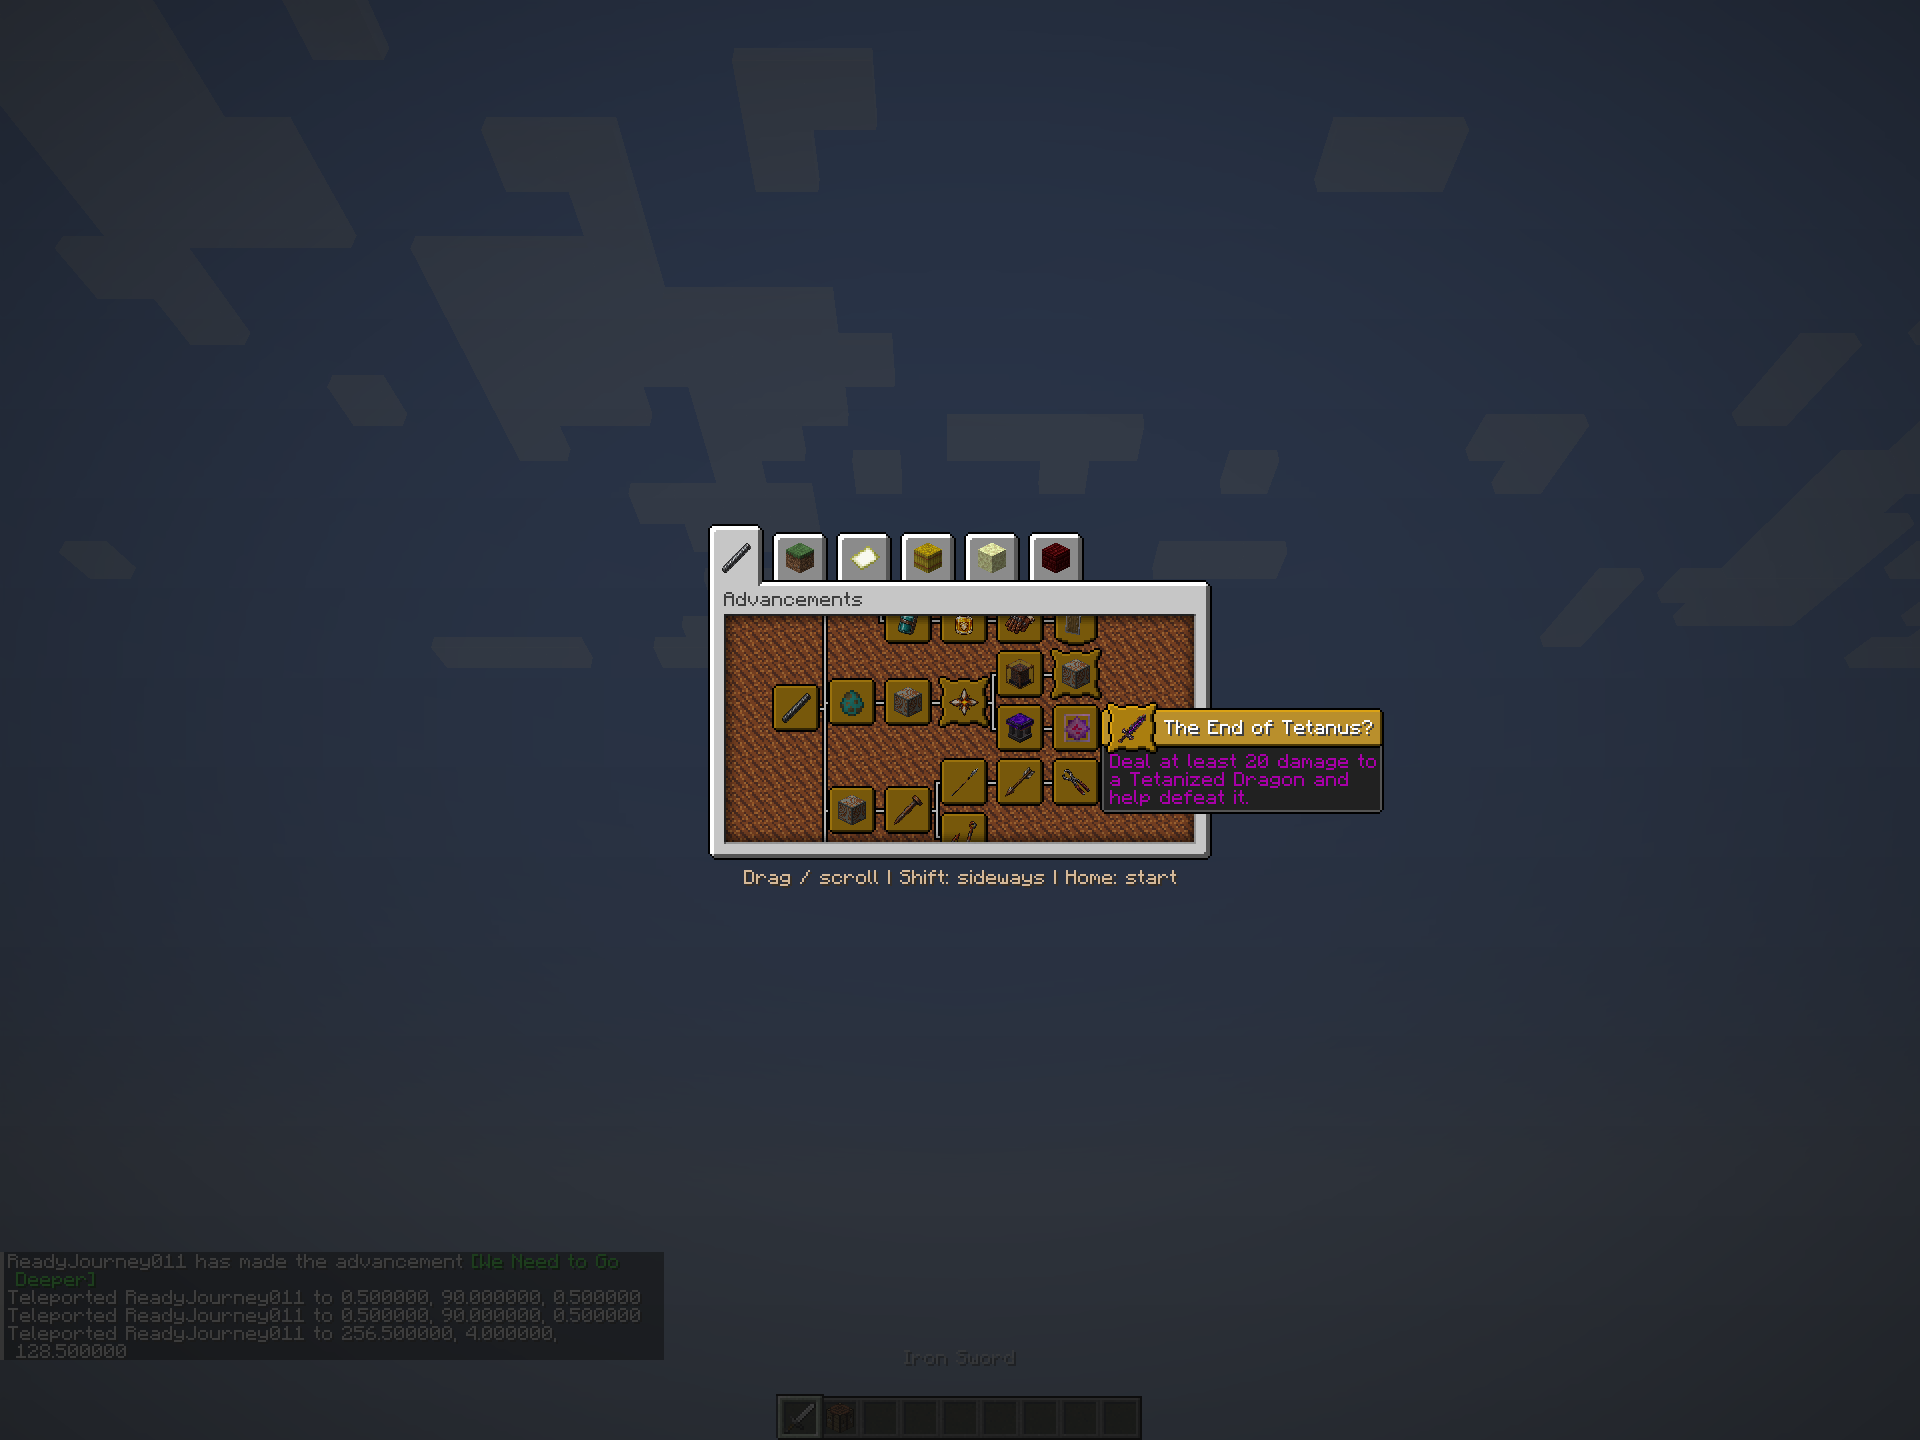 Advancements
The End of Tetanus?
Deal at least 20 damage to
a Tetanized Dragon and
help defeat it.
Drag / scroll | Shift: sideways | Home: start
ReadyJourney011 has made the advancement [We Need to Go
Deeper]
Teleported ReadyJourney011 to 0.500000, 90.000000, 0.500000
Teleported ReadyJourney011 to 0.500000, 90.000000, 0.500000
Teleported ReadyJourney011 to 256.500000, 4.000000,
128.500000
Iron Sword